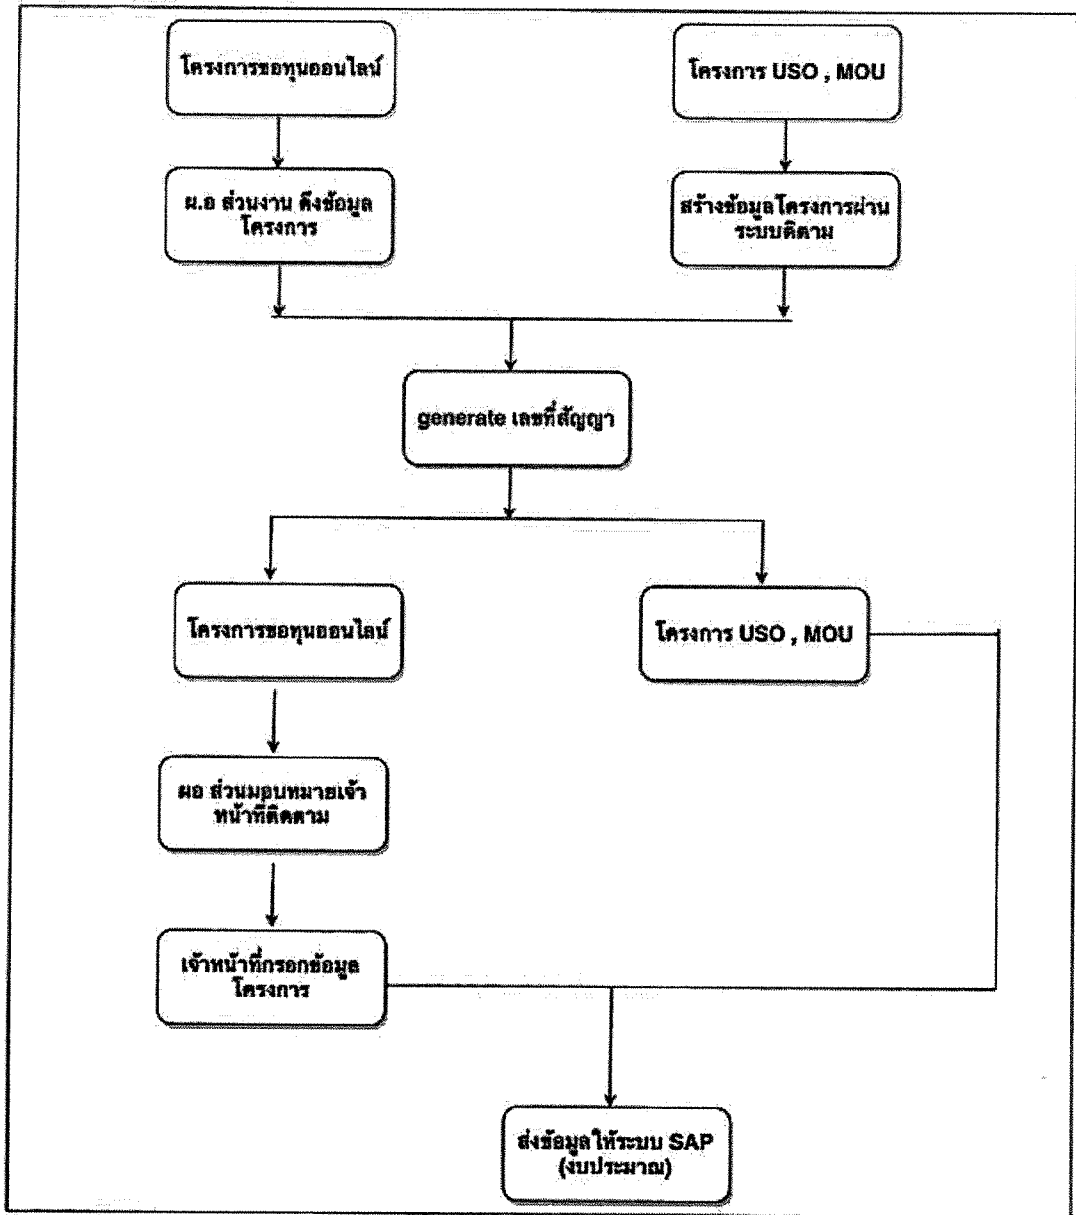 โครงการขอทุนออนไลน์
โครงการ USO , MOU
ผ.อ ส่วนงาน ดึงข้อมูล
โครงการ
สร้างข้อมูลโครงการผ่าน
ระบบติตาม
generate เลขที่สัญญา
โครงการขอทุนออนไลน์
โครงการ USO , MOU
ผอ ส่วนมอบหมายเจ้า
หน้าที่ติดตาม
เจ้าหน้าที่กรอกข้อมูล
โครงการ
ส่งข้อมูลให้ระบบ SAP
(งบประมาณ)